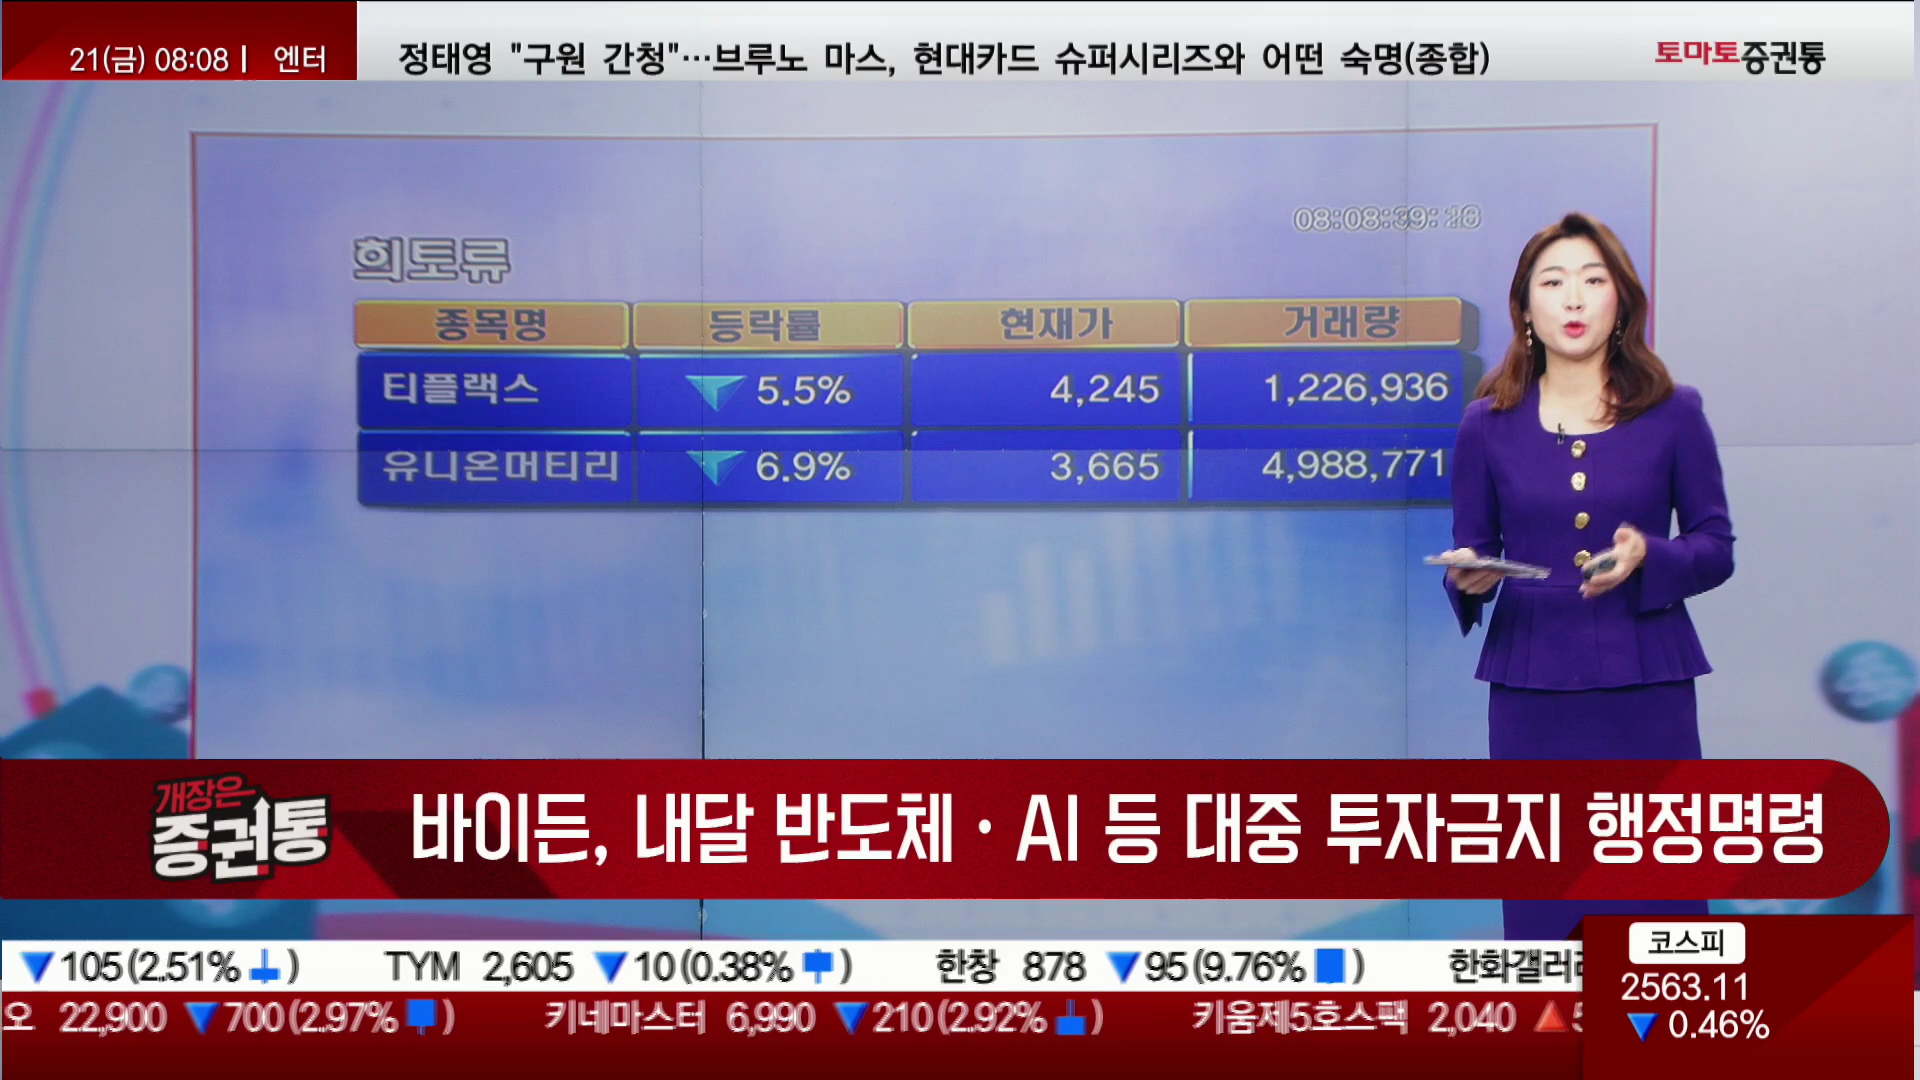 21(금) 08:08 | 엔터 정태영 "구원 간청"…브루노 마스, 현대카드 슈퍼시리즈와 어떤 숙명(종합) 토마토증권통
08:08:39:
희토류
종목명 등락률 현재가 거래량
티플랙스 ▼ 5.5% 4,245 1,226,936
유니온머티리 ▼ 6.9% 3,665 4,988,771
개장은
증권통
바이든, 내달 반도체·AI 등 대중 투자금지 행정명령
▼105(2.51%) TYM 2,605 ▼10(0.38%) 한창 878 ▼95(9.76%) 한화갤러리
오 22,900 ▼700(2.97%) 키네마스터 6,990 ▼210(2.92%) 키움제5호스팩 2,040 ▲5
코스피
2563.11
▼ 0.46%